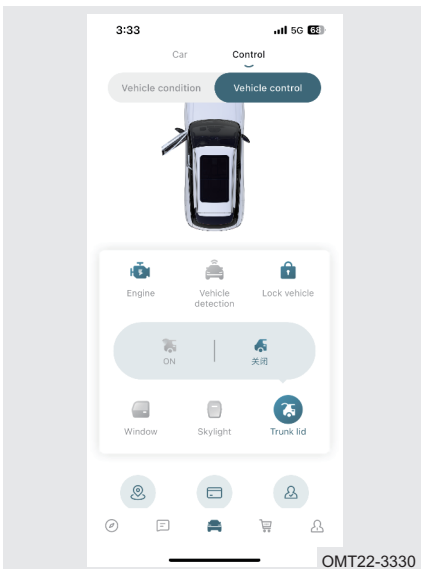 3:33
5G 68
Car Control
Vehicle condition Vehicle control
Engine Vehicle Lock vehicle
detection
ON 关闭
Window Skylight Trunk lid
OMT22-3330